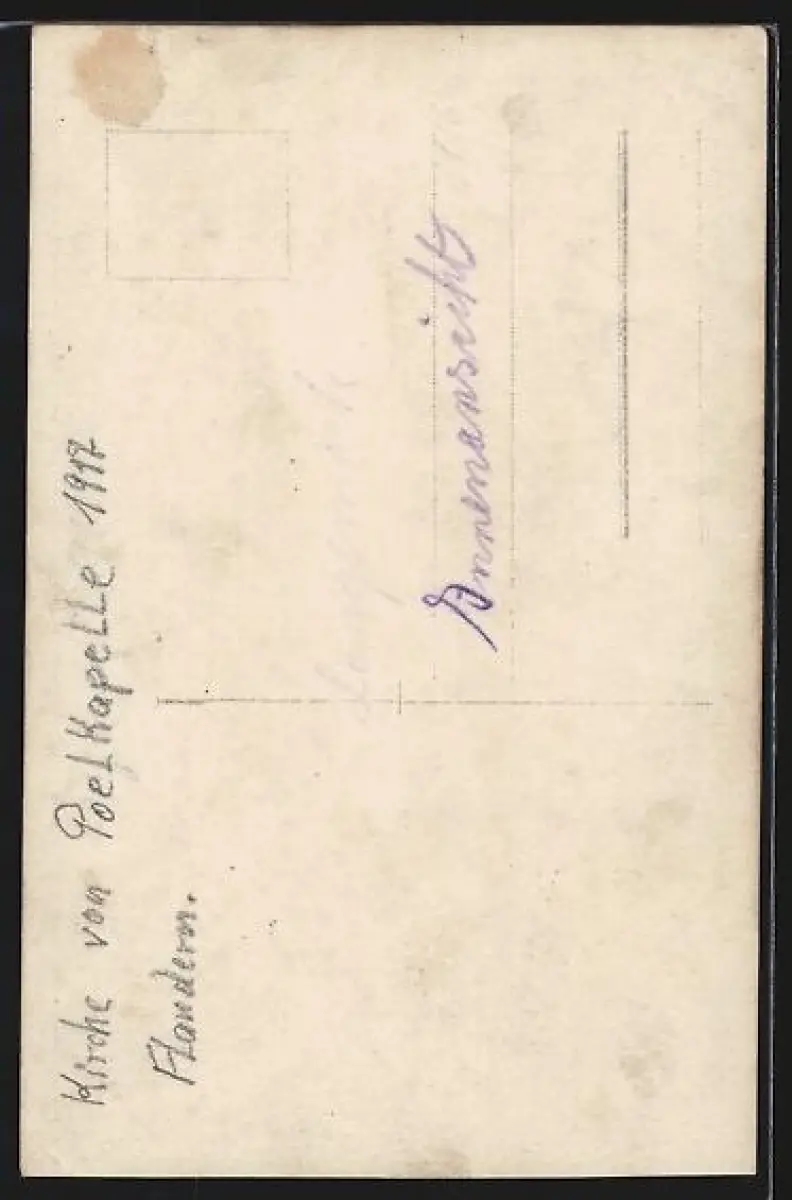 Kirche von Poelkapelle 1917
Flandern.
Innenansicht